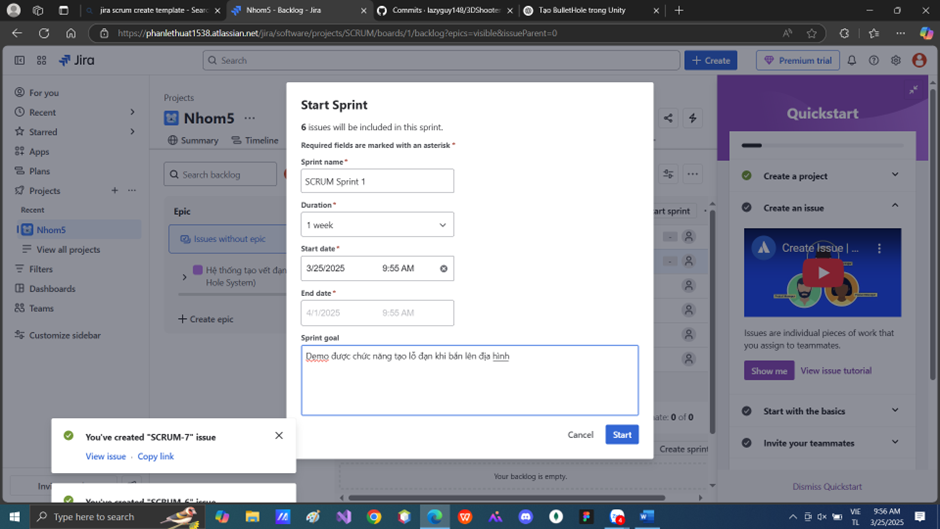 jira scrum create template - Sear
Nhom5 - Backlog - Jira
Commits · lazyguy148/3DShooter
Tạo BulletHole trong Unity
https://phanlethuat1538.atlassian.net/jira/software/projects/SCRUM/boards/1/backlog?epics=visible&issueParent=0
Jira
Search
Create
Premium trial
For you
Recent
Starred
Apps
Plans
Projects
Recent
Nhom5
View all projects
Filters
Dashboards
Teams
Customize sidebar
Projects
Nhom5
Summary
Timeline
Search backlog
Epic
Issues without epic
Hệ thống tạo vết đạn
Hole System)
Create epic
Start Sprint
6 issues will be included in this sprint.
Required fields are marked with an asterisk *
Sprint name *
SCRUM Sprint 1
Duration *
1 week
Start date *
3/25/2025 9:55 AM
End date *
4/1/2025 9:55 AM
Sprint goal
Demo được chức năng tạo lỗ đạn khi bắn lên địa hình
Cancel
Start
art sprint
ate: 0 of 0
Create sprint
Your backlog is empty.
Quickstart
Create a project
Create an issue
Create Issue | ...
Issues are individual pieces of work that
you assign to teammates.
Show me
View issue tutorial
Start with the basics
Invite your teammates
Dismiss Quickstart
You've created "SCRUM-7" issue
View issue · Copy link
You've created "SCRUM-6" issue
Type here to search
VIE
TL
9:56 AM
3/25/2025